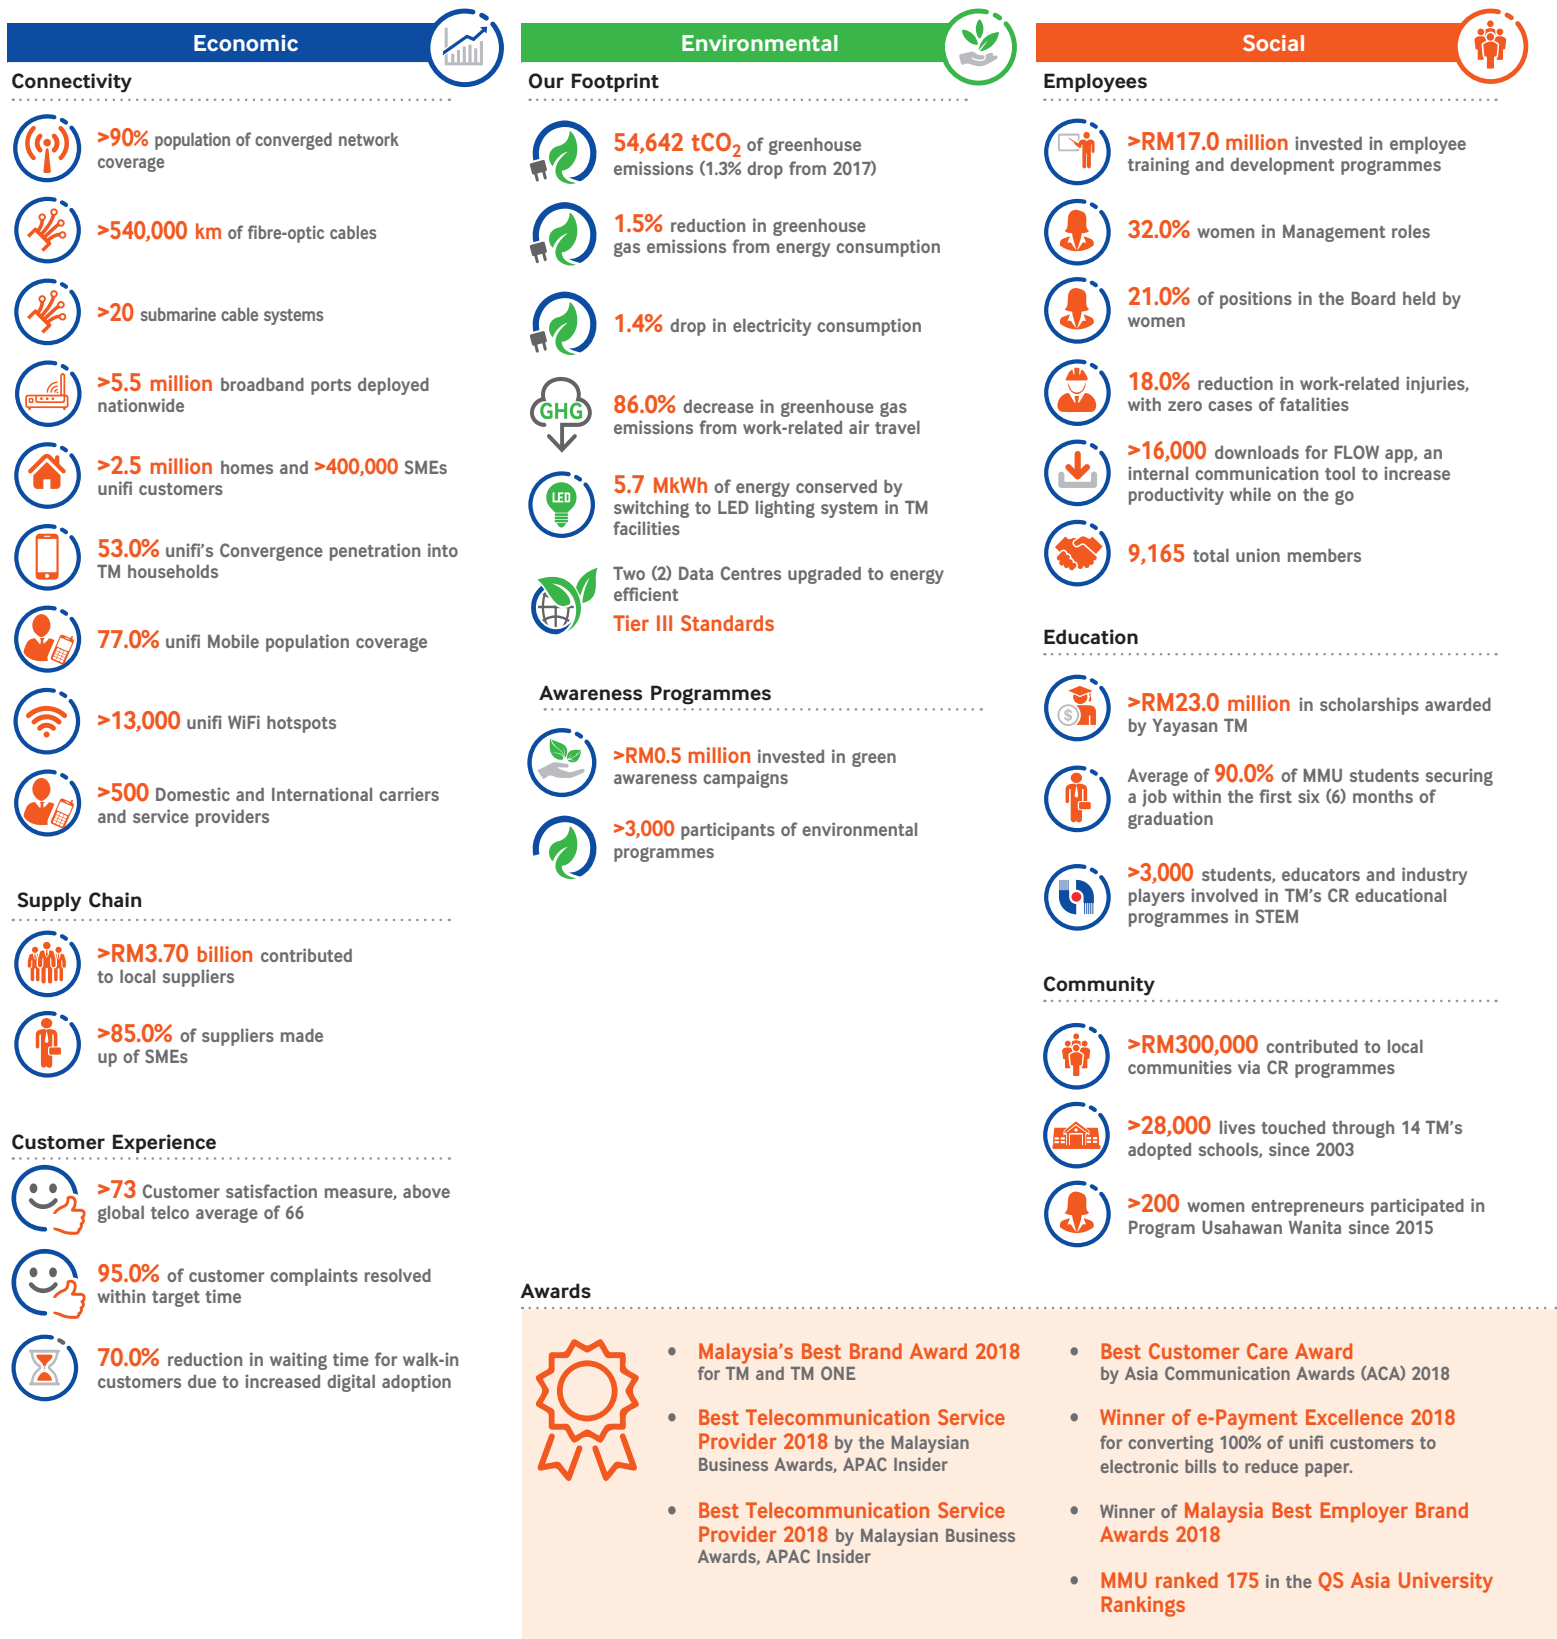 Economic
Connectivity
>90% population of converged network
coverage
>540,000 km of fibre-optic cables
>20 submarine cable systems
>5.5 million broadband ports deployed
nationwide
>2.5 million homes and >400,000 SMEs
unifi customers
53.0% unifi's Convergence penetration into
TM households
77.0% unifi Mobile population coverage
>13,000 unifi WiFi hotspots
>500 Domestic and International carriers
and service providers
Supply Chain
>RM3.70 billion contributed
to local suppliers
>85.0% of suppliers made
up of SMEs
Customer Experience
>73 Customer satisfaction measure, above
global telco average of 66
95.0% of customer complaints resolved
within target time
70.0% reduction in waiting time for walk-in
customers due to increased digital adoption
Environmental
Our Footprint
54,642 tCO2 of greenhouse
emissions (1.3% drop from 2017)
1.5% reduction in greenhouse
gas emissions from energy consumption
1.4% drop in electricity consumption
GHG
86.0% decrease in greenhouse gas
emissions from work-related air travel
LED
5.7 MkWh of energy conserved by
switching to LED lighting system in TM
facilities
Two (2) Data Centres upgraded to energy
efficient
Tier III Standards
Awareness Programmes
>RM0.5 million invested in green
awareness campaigns
>3,000 participants of environmental
programmes
Social
Employees
>RM17.0 million invested in employee
training and development programmes
32.0% women in Management roles
21.0% of positions in the Board held by
women
18.0% reduction in work-related injuries,
with zero cases of fatalities
>16,000 downloads for FLOW app, an
internal communication tool to increase
productivity while on the go
9,165 total union members
Education
$
>RM23.0 million in scholarships awarded
by Yayasan TM
Average of 90.0% of MMU students securing
a job within the first six (6) months of
graduation
>3,000 students, educators and industry
players involved in TM's CR educational
programmes in STEM
Community
>RM300,000 contributed to local
communities via CR programmes
>28,000 lives touched through 14 TM's
adopted schools, since 2003
>200 women entrepreneurs participated in
Program Usahawan Wanita since 2015
Awards
• Malaysia's Best Brand Award 2018
for TM and TM ONE
• Best Telecommunication Service
Provider 2018 by the Malaysian
Business Awards, APAC Insider
• Best Telecommunication Service
Provider 2018 by Malaysian Business
Awards, APAC Insider
• Best Customer Care Award
by Asia Communication Awards (ACA) 2018
• Winner of e-Payment Excellence 2018
for converting 100% of unifi customers to
electronic bills to reduce paper.
• Winner of Malaysia Best Employer Brand
Awards 2018
• MMU ranked 175 in the QS Asia University
Rankings